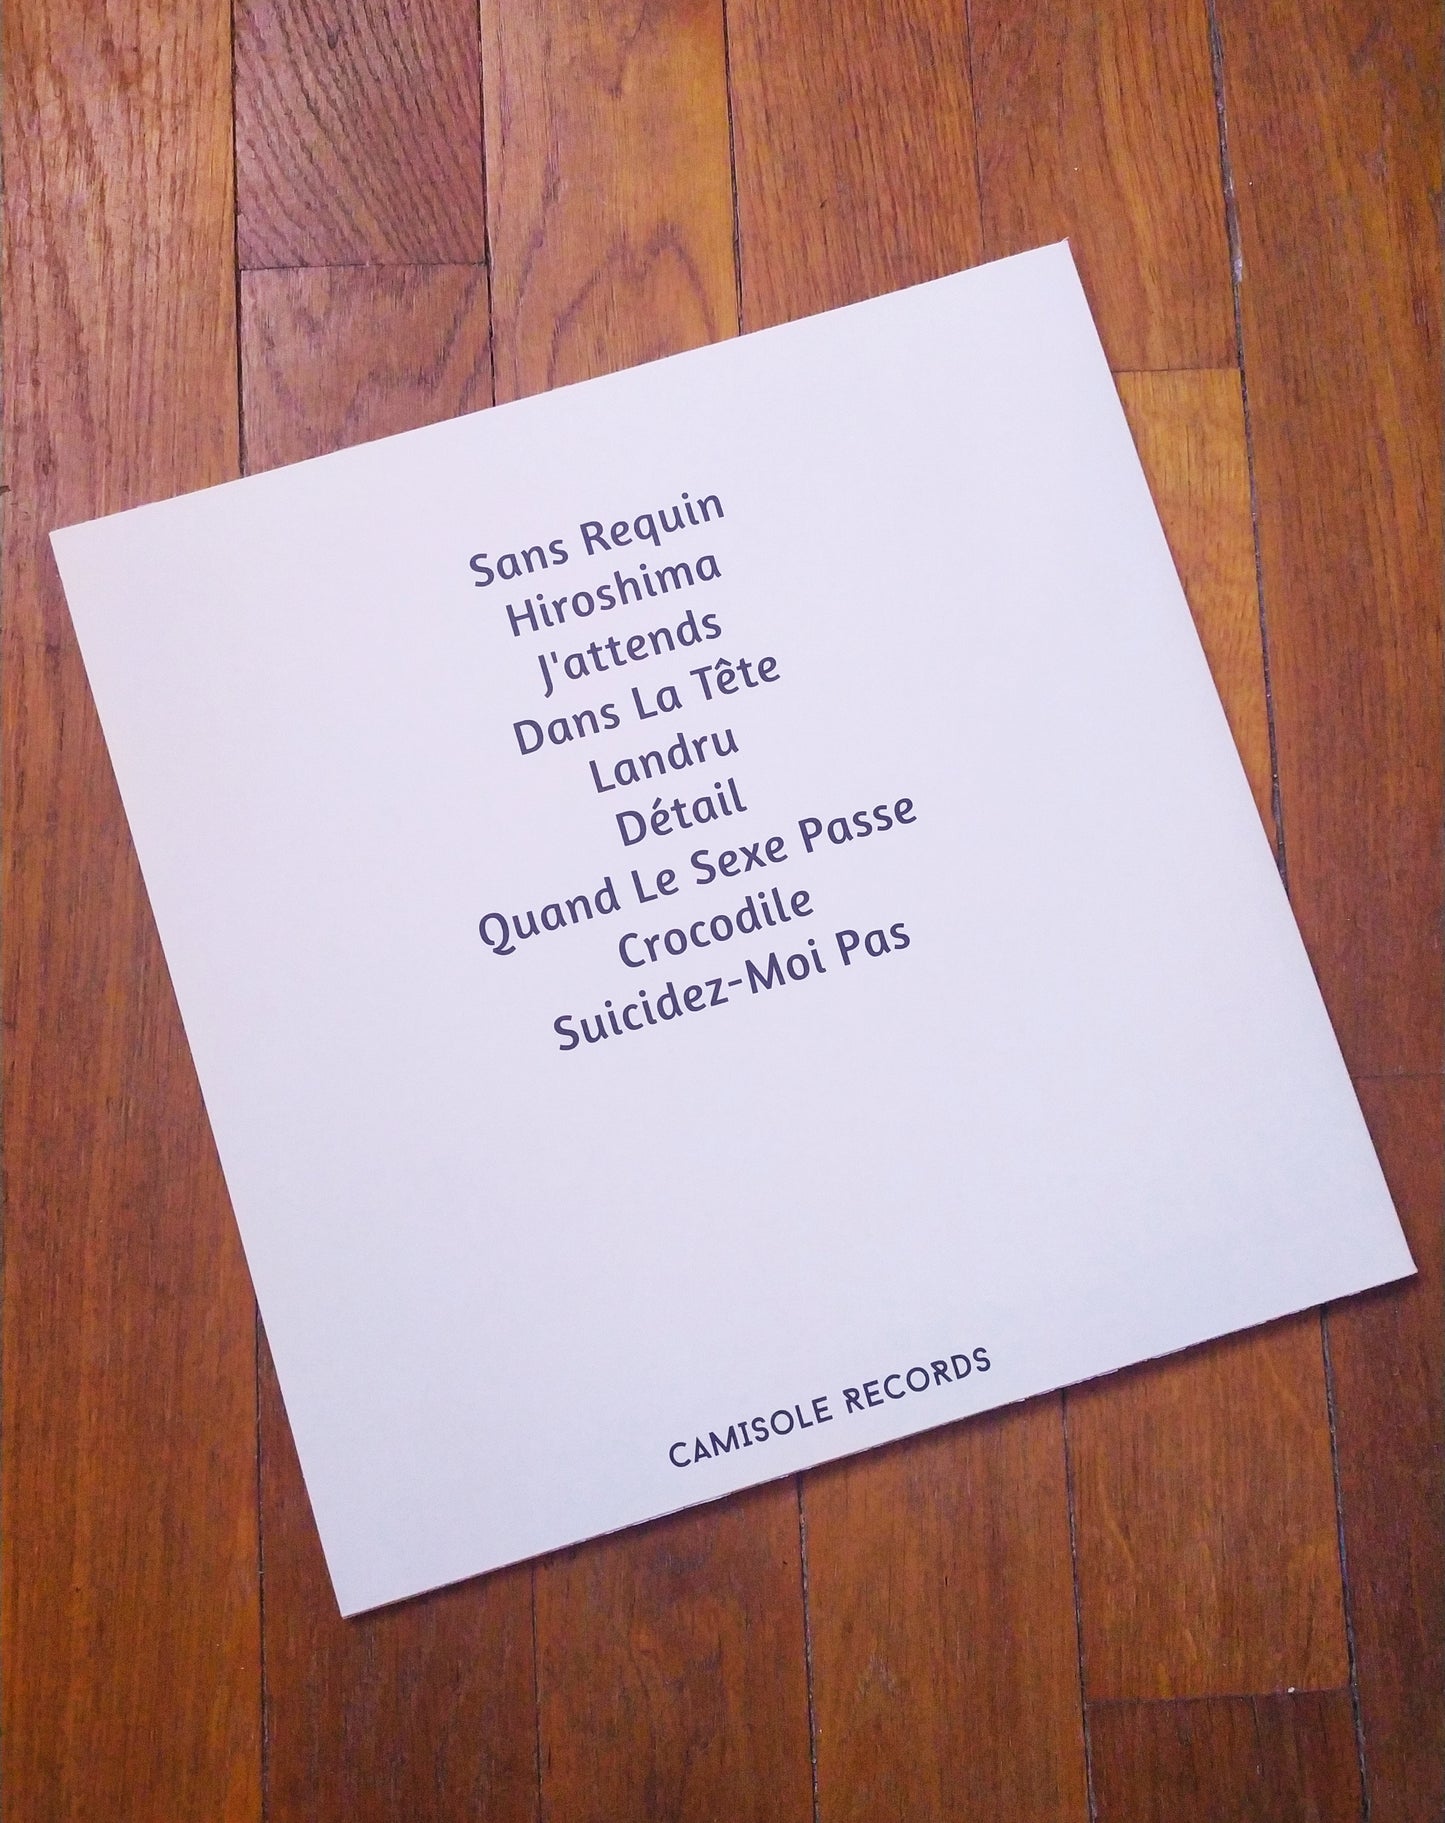 Sans Requin
Hiroshima
J'attends
Dans La Tête
Landru
Détail
Quand Le Sexe Passe
Crocodile
Suicidez-Moi Pas
CAMISOLE RECORDS